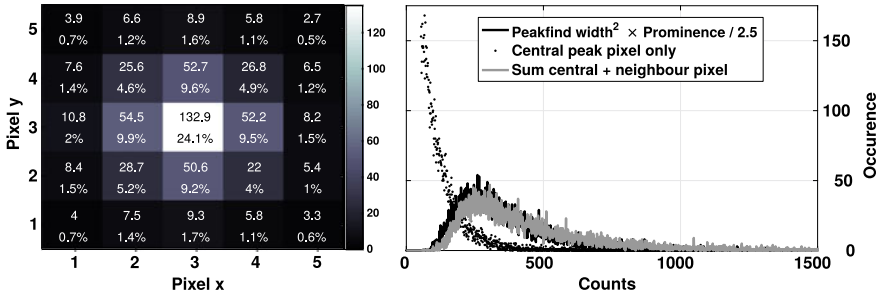 3.9 6.6 8.9 5.8 2.7
0.7% 1.2% 1.6% 1.1% 0.5%
7.6 25.6 52.7 26.8 6.5
1.4% 4.6% 9.6% 4.9% 1.2%
10.8 54.5 132.9 52.2 8.2
2% 9.9% 24.1% 9.5% 1.5%
8.4 28.7 50.6 22 5.4
1.5% 5.2% 9.2% 4% 1%
4 7.5 9.3 5.8 3.3
0.7% 1.4% 1.7% 1.1% 0.6%
5
4
3
2
1
Pixel y
1 2 3 4 5
Pixel x
120
100
80
60
40
20
0
Peakfind width² × Prominence / 2.5
Central peak pixel only
Sum central + neighbour pixel
150
100
50
0
Occurence
0 500 1000 1500
Counts